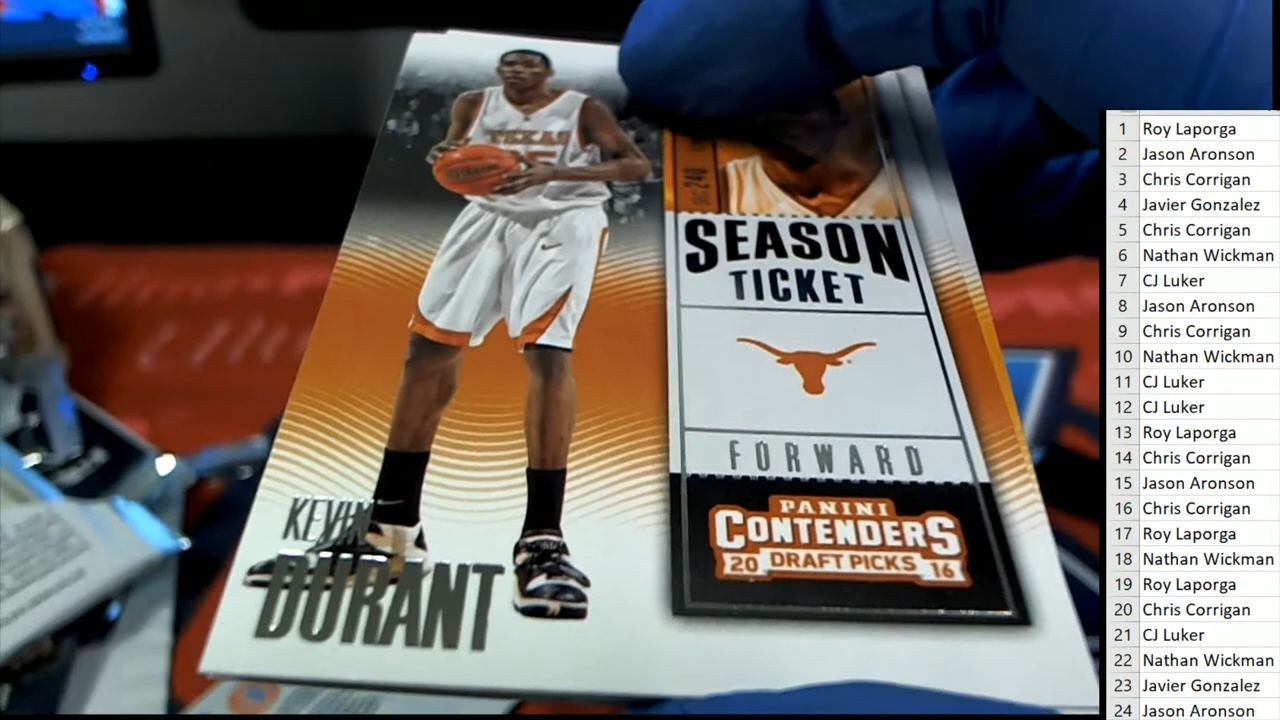 TEXAS
35
SEASON
TICKET
FORWARD
KEVIN
DURANT
PANINI
CONTENDERS
20 DRAFT PICKS 16
1 Roy Laporga
2 Jason Aronson
3 Chris Corrigan
4 Javier Gonzalez
5 Chris Corrigan
6 Nathan Wickman
7 CJ Luker
8 Jason Aronson
9 Chris Corrigan
10 Nathan Wickman
11 CJ Luker
12 CJ Luker
13 Roy Laporga
14 Chris Corrigan
15 Jason Aronson
16 Chris Corrigan
17 Roy Laporga
18 Nathan Wickman
19 Roy Laporga
20 Chris Corrigan
21 CJ Luker
22 Nathan Wickman
23 Javier Gonzalez
24 Jason Aronson